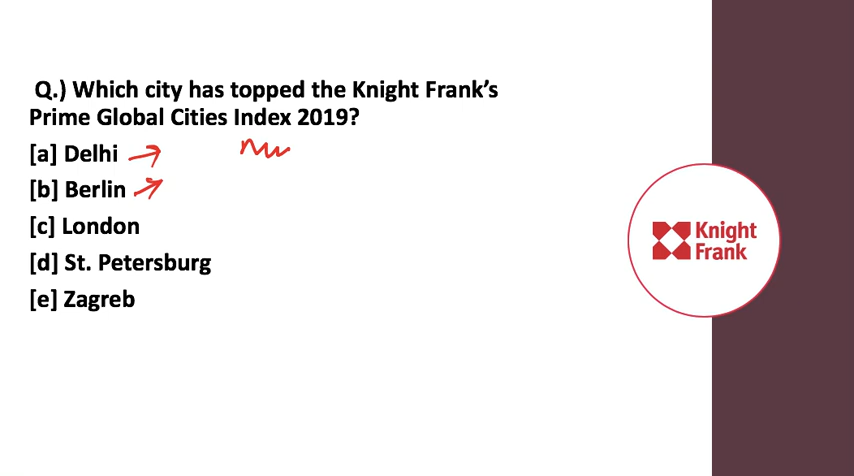 Q.) Which city has topped the Knight Frank's
Prime Global Cities Index 2019?
[a] Delhi
[b] Berlin
[c] London
[d] St. Petersburg
[e] Zagreb
Knight
Frank